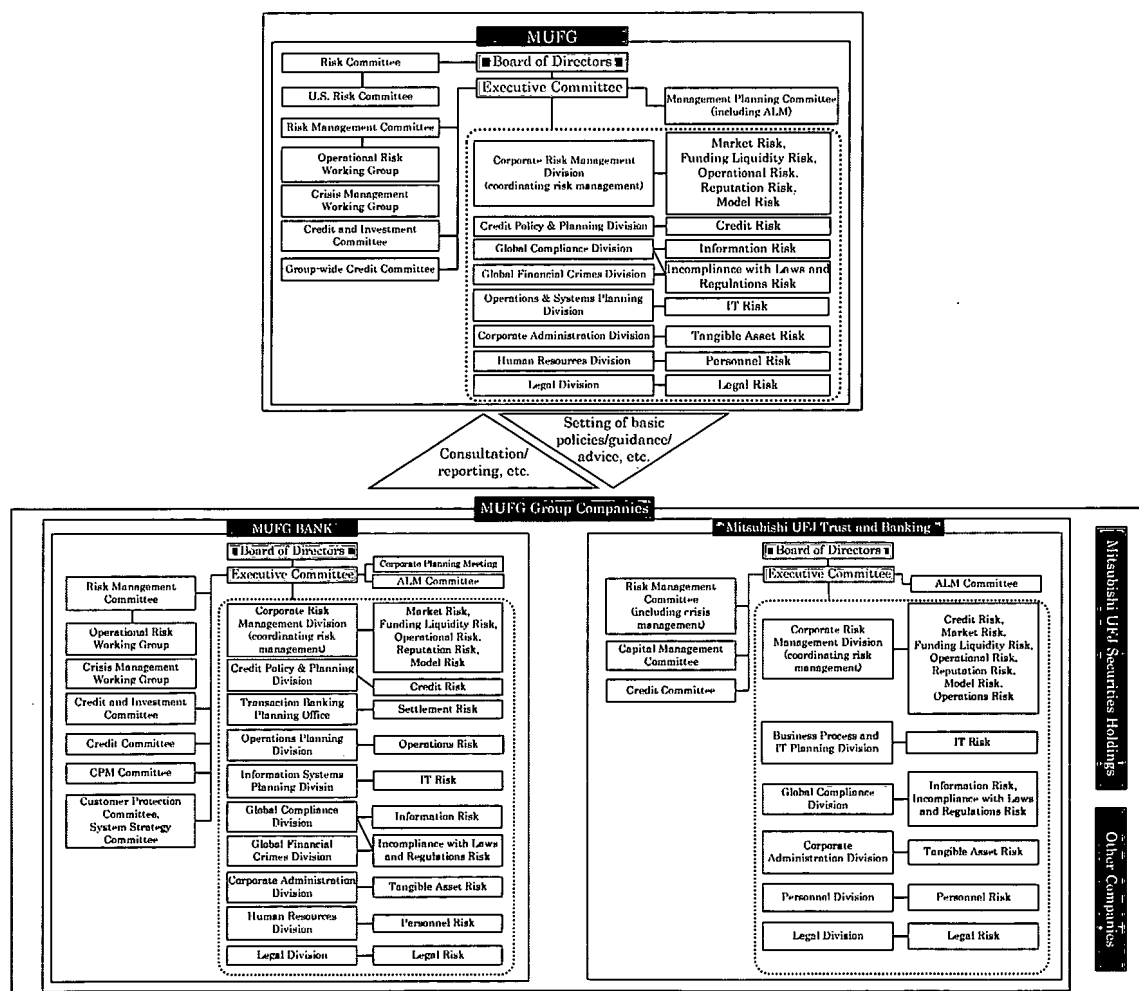 MUFG
Risk Committee
Board of Directors
U.S. Risk Committee
Executive Committee
Management Planning Committee
(including ALM)
Risk Management Committee
Operational Risk
Working Group
Crisis Management
Working Group
Credit and Investment
Committee
Group-wide Credit Committee
Corporate Risk Management
Division
(coordinating risk management)
Market Risk,
Funding Liquidity Risk,
Operational Risk,
Reputation Risk,
Model Risk
Credit Policy & Planning Division
Credit Risk
Global Compliance Division
Information Risk
Global Financial Crimes Division
Incompliance with Laws and
Regulations Risk
Operations & Systems Planning
Division
IT Risk
Corporate Administration Division
Tangible Asset Risk
Human Resources Division
Personnel Risk
Legal Division
Legal Risk
Consultation/
reporting, etc.
Setting of basic
policies/guidance/
advice, etc.
MUFG Group Companies
MUFG BANK
Board of Directors
Executive Committee
Corporate Planning Meeting
ALM Committee
Risk Management
Committee
Operational Risk
Working Group
Crisis Management
Working Group
Credit and Investment
Committee
Credit Committee
CPM Committee
Customer Protection
Committee,
System Strategy
Committee
Corporate Risk
Management Division
(coordinating risk
management)
Market Risk,
Funding Liquidity Risk,
Operational Risk,
Reputation Risk,
Model Risk
Credit Policy & Planning
Division
Credit Risk
Transaction Banking
Planning Office
Settlement Risk
Operations Planning
Division
Operations Risk
Information Systems
Planning Divisin
IT Risk
Global Compliance
Division
Information Risk
Global Financial
Crimes Division
Incompliance with Laws
and Regulations Risk
Corporate Administration
Division
Tangible Asset Risk
Human Resources
Division
Personnel Risk
Legal Division
Legal Risk
Mitsubishi UFJ Trust and Banking
Board of Directors
Executive Committee
ALM Committee
Risk Management
Committee
(including crisis
management)
Capital Management
Committee
Credit Committee
Corporate Risk
Management Division
(coordinating risk
management)
Credit Risk,
Market Risk,
Funding Liquidity Risk,
Operational Risk,
Reputation Risk,
Model Risk,
Operations Risk
Business Process and
IT Planning Division
IT Risk
Global Compliance
Division
Information Risk,
Incompliance with Laws
and Regulations Risk
Corporate
Administration Division
Tangible Asset Risk
Personnel Division
Personnel Risk
Legal Division
Legal Risk
Mitsubishi UFJ Securities Holdings
Other Companies